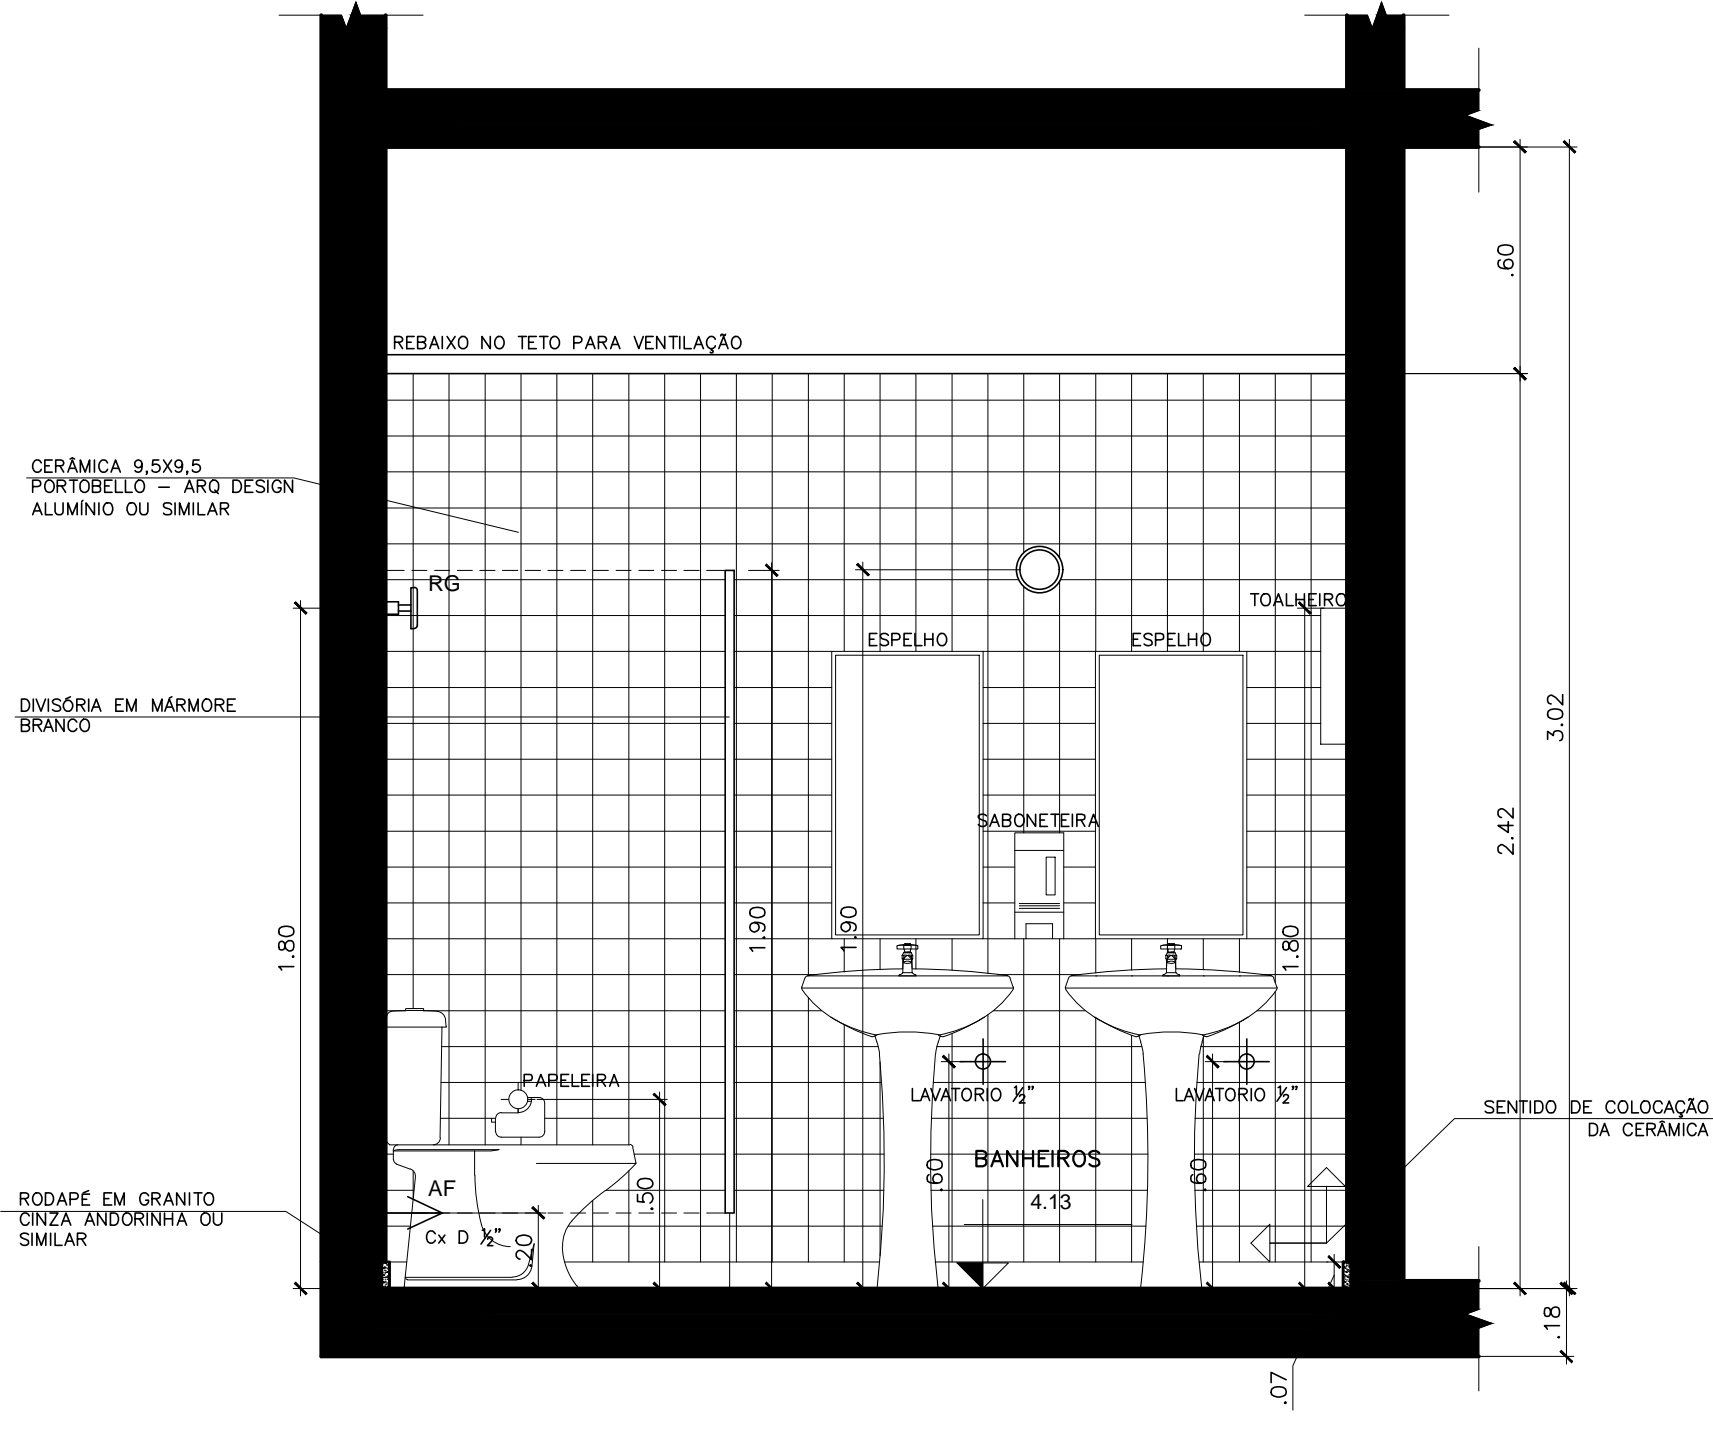 .60
REBAIXO NO TETO PARA VENTILAÇÃO
CERÂMICA 9,5X9,5
PORTOBELLO – ARQ DESIGN
ALUMÍNIO OU SIMILAR
RG
TOALHEIRO
ESPELHO
ESPELHO
DIVISÓRIA EM MÁRMORE
BRANCO
3.02
SABONETEIRA
2.42
1.80
1.90
1.90
1.80
PAPELEIRA
LAVATORIO ½"
LAVATORIO ½"
SENTIDO DE COLOCAÇÃO
DA CERÂMICA
BANHEIROS
4.13
.60
.60
.50
AF
Cx D ½"
.20
RODAPÉ EM GRANITO
CINZA ANDORINHA OU
SIMILAR
.18
.07